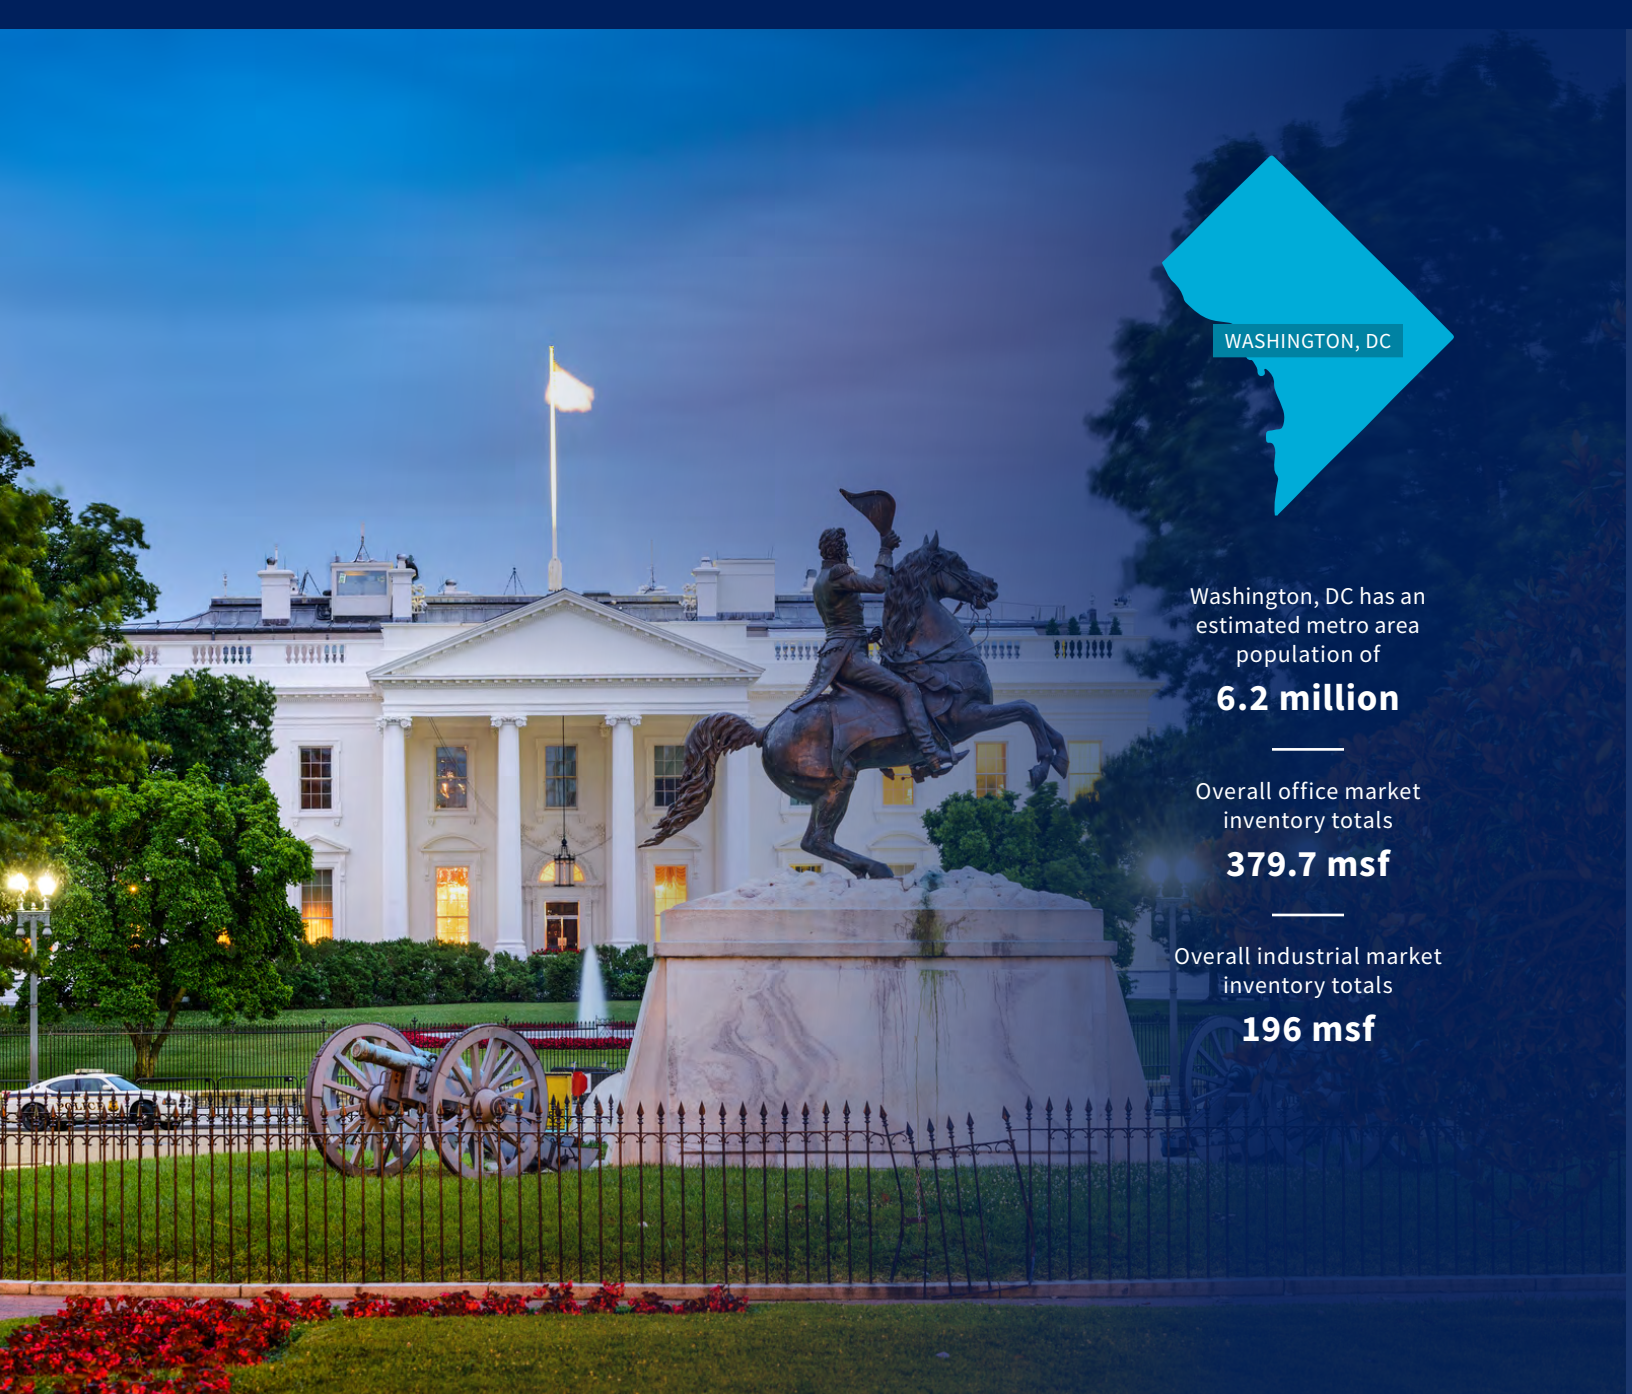 WASHINGTON, DC
Washington, DC has an
estimated metro area
population of
6.2 million
Overall office market
inventory totals
379.7 msf
Overall industrial market
inventory totals
196 msf
POLICE